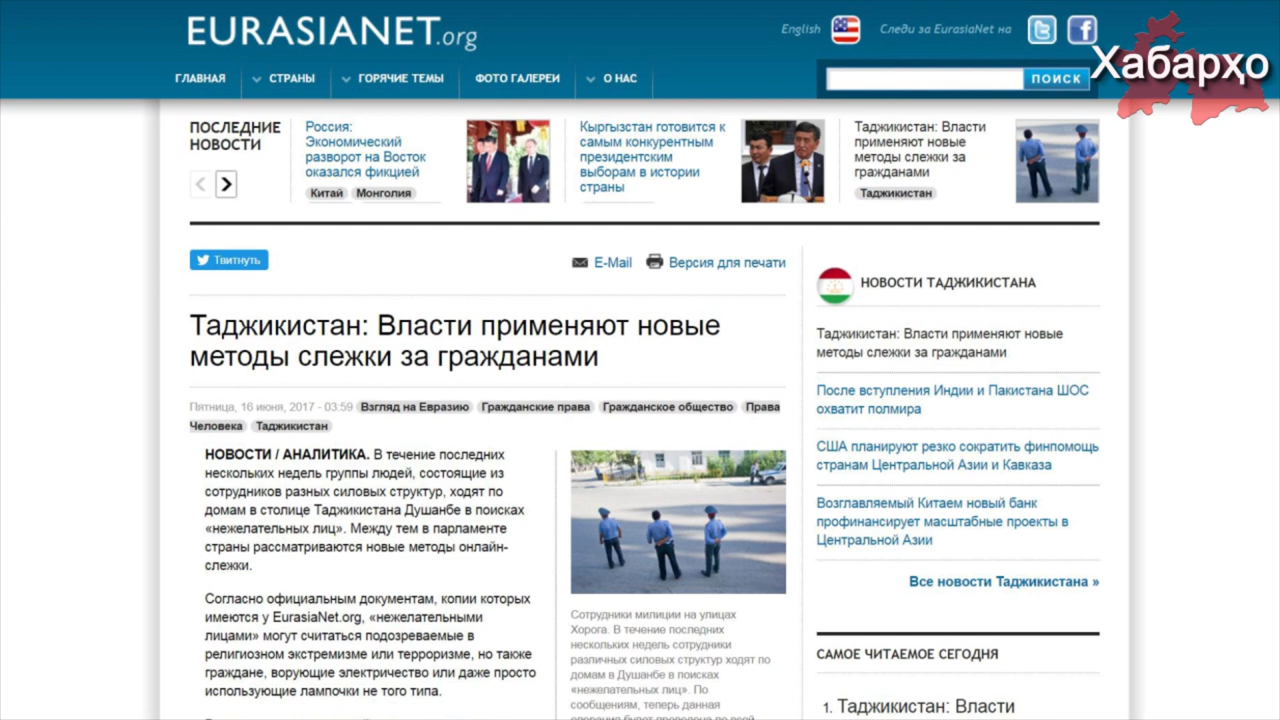 EURASIANET.org
English
Следи за EurasiaNet на
Хабарҳо
ГЛАВНАЯ
СТРАНЫ
ГОРЯЧИЕ ТЕМЫ
ФОТО ГАЛЕРЕИ
О НАС
ПОИСК
ПОСЛЕДНИЕ
НОВОСТИ
Россия:
Экономический
разворот на Восток
оказался фикцией
Китай Монголия
Кыргызстан готовится к
самым конкурентным
президентским
выборам в истории
страны
Таджикистан: Власти
применяют новые
методы слежки за
гражданами
Таджикистан
Твитнуть
E-Mail
Версия для печати
Таджикистан: Власти применяют новые
методы слежки за гражданами
Пятница, 16 июня, 2017 - 03:59 Взгляд на Евразию Гражданские права Гражданское общество Права
Человека Таджикистан
НОВОСТИ / АНАЛИТИКА. В течение последних
нескольких недель группы людей, состоящие из
сотрудников разных силовых структур, ходят по
домам в столице Таджикистана Душанбе в поисках
«нежелательных лиц». Между тем в парламенте
страны рассматриваются новые методы онлайн-
слежки.
Согласно официальным документам, копии которых
имеются у EurasiaNet.org, «нежелательными
лицами» могут считаться подозреваемые в
религиозном экстремизме или терроризме, но также
граждане, ворующие электричество или даже просто
использующие лампочки не того типа.
Сотрудники милиции на улицах
Хорога. В течение последних
нескольких недель сотрудники
различных силовых структур ходят по
домам в Душанбе в поисках
«нежелательных лиц». По
сообщениям, теперь данная
операция будет проведена по всей
НОВОСТИ ТАДЖИКИСТАНА
Таджикистан: Власти применяют новые
методы слежки за гражданами
После вступления Индии и Пакистана ШОС
охватит полмира
США планируют резко сократить финпомощь
странам Центральной Азии и Кавказа
Возглавляемый Китаем новый банк
профинансирует масштабные проекты в
Центральной Азии
Все новости Таджикистана »
САМОЕ ЧИТАЕМОЕ СЕГОДНЯ
1. Таджикистан: Власти